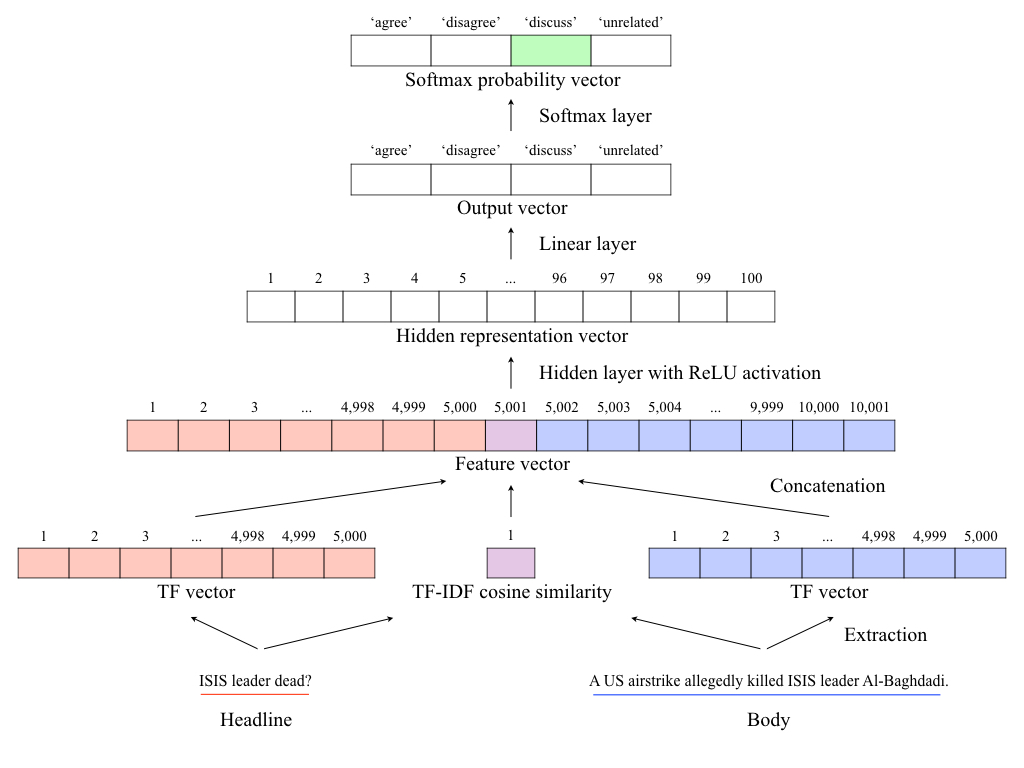 ‘agree’ ‘disagree’ ‘discuss’ ‘unrelated’
Softmax probability vector
Softmax layer
‘agree’ ‘disagree’ ‘discuss’ ‘unrelated’
Output vector
Linear layer
1 2 3 4 5 ... 96 97 98 99 100
Hidden representation vector
Hidden layer with ReLU activation
1 2 3 ... 4,998 4,999 5,000 5,001 5,002 5,003 5,004 ... 9,999 10,000 10,001
Feature vector
Concatenation
1 2 3 ... 4,998 4,999 5,000 1 1 2 3 ... 4,998 4,999 5,000
TF vector TF-IDF cosine similarity TF vector
Extraction
ISIS leader dead? A US airstrike allegedly killed ISIS leader Al-Baghdadi.
Headline Body